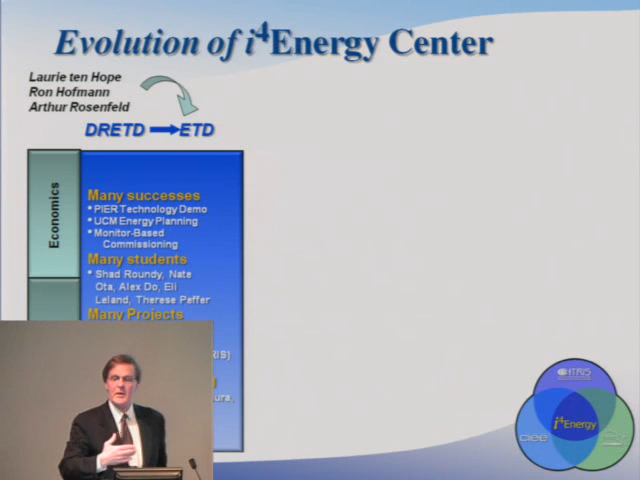 Evolution of i⁴Energy Center
Laurie ten Hope
Ron Hofmann
Arthur Rosenfeld
DRETD ETD
Economics
Many successes
• PIER Technology Demo
• UCM Energy Planning
• Monitor-Based
Commissioning
Many students
• Shad Roundy, Nate
Ota, Alex Do, Eli
Leland, Therese Peffer
Many Projects
RIS)
ura,
CITRIS
i⁴Energy
ciee